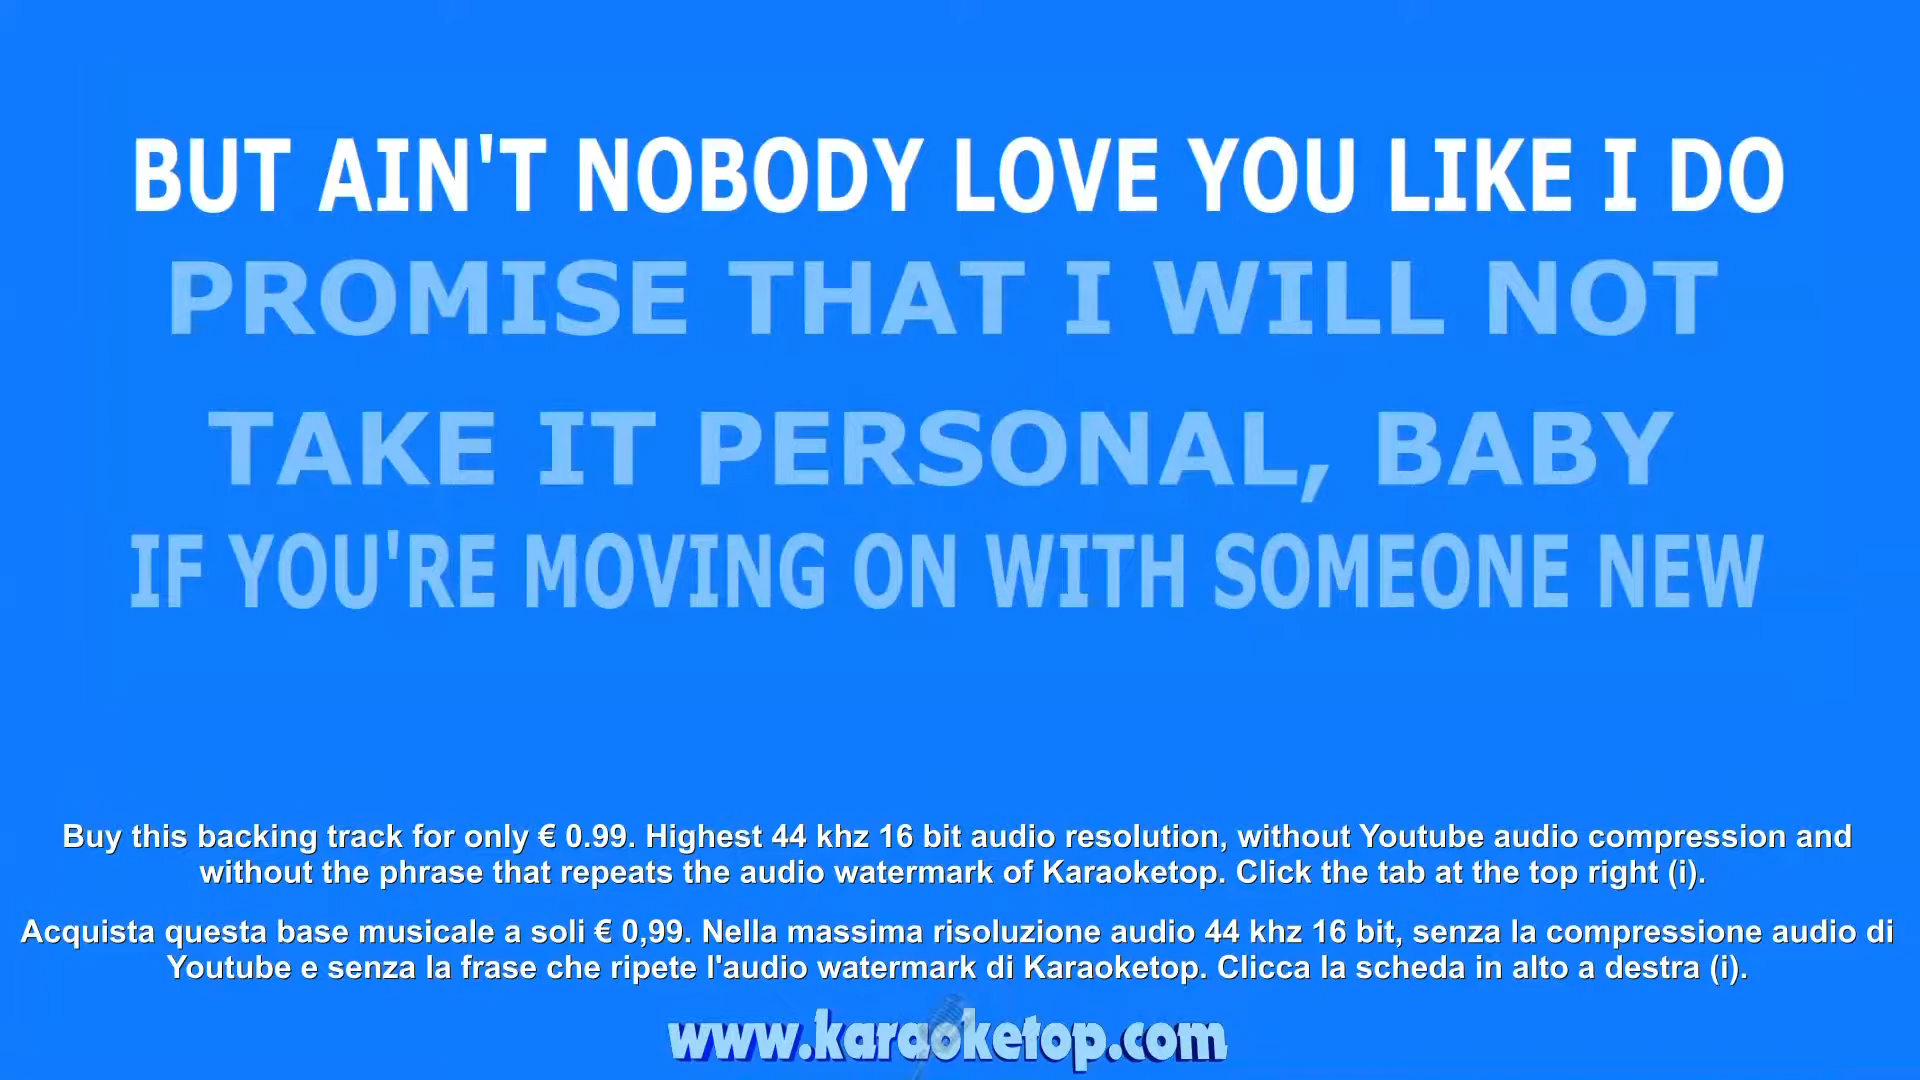 BUT AIN'T NOBODY LOVE YOU LIKE I DO
PROMISE THAT I WILL NOT
TAKE IT PERSONAL, BABY
IF YOU'RE MOVING ON WITH SOMEONE NEW
Buy this backing track for only € 0.99. Highest 44 khz 16 bit audio resolution, without Youtube audio compression and
without the phrase that repeats the audio watermark of Karaoketop. Click the tab at the top right (i).
Acquista questa base musicale a soli € 0,99. Nella massima risoluzione audio 44 khz 16 bit, senza la compressione audio di
Youtube e senza la frase che ripete l'audio watermark di Karaoketop. Clicca la scheda in alto a destra (i).
www.karaoketop.com